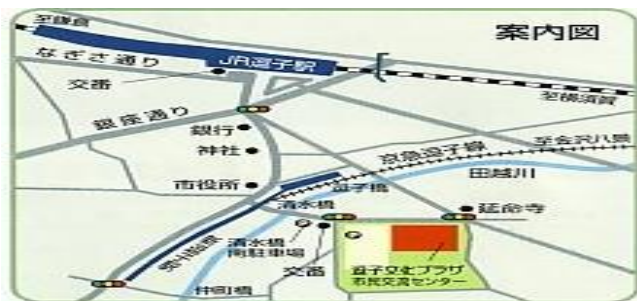 案内図
至鎌倉
JR逗子駅
なぎさ通り
交番
至横須賀
銀座通り
銀行
神社
市役所
京急逗子線
至金沢八景
逗子橋
田越川
清水橋
延命寺
清水橋
前駐車場
交番
逗子文化プラザ
市民交流センター
仲町橋